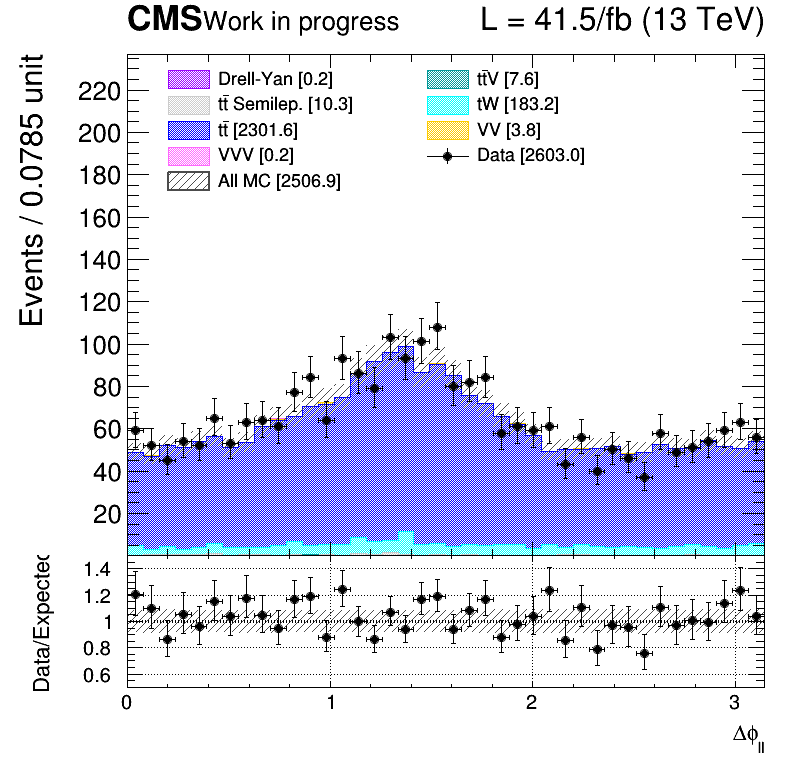 CMS Work in progress L = 41.5/fb (13 TeV)
Events / 0.0785 unit
Drell-Yan [0.2]
tt̄ Semilep. [10.3]
tt̄ [2301.6]
VVV [0.2]
All MC [2506.9]
tt̄V [7.6]
tW [183.2]
VV [3.8]
Data [2603.0]
220
200
180
160
140
120
100
80
60
40
20
Data/Expected
1.4
1.2
1
0.8
0.6
0 1 2 3
Δϕll